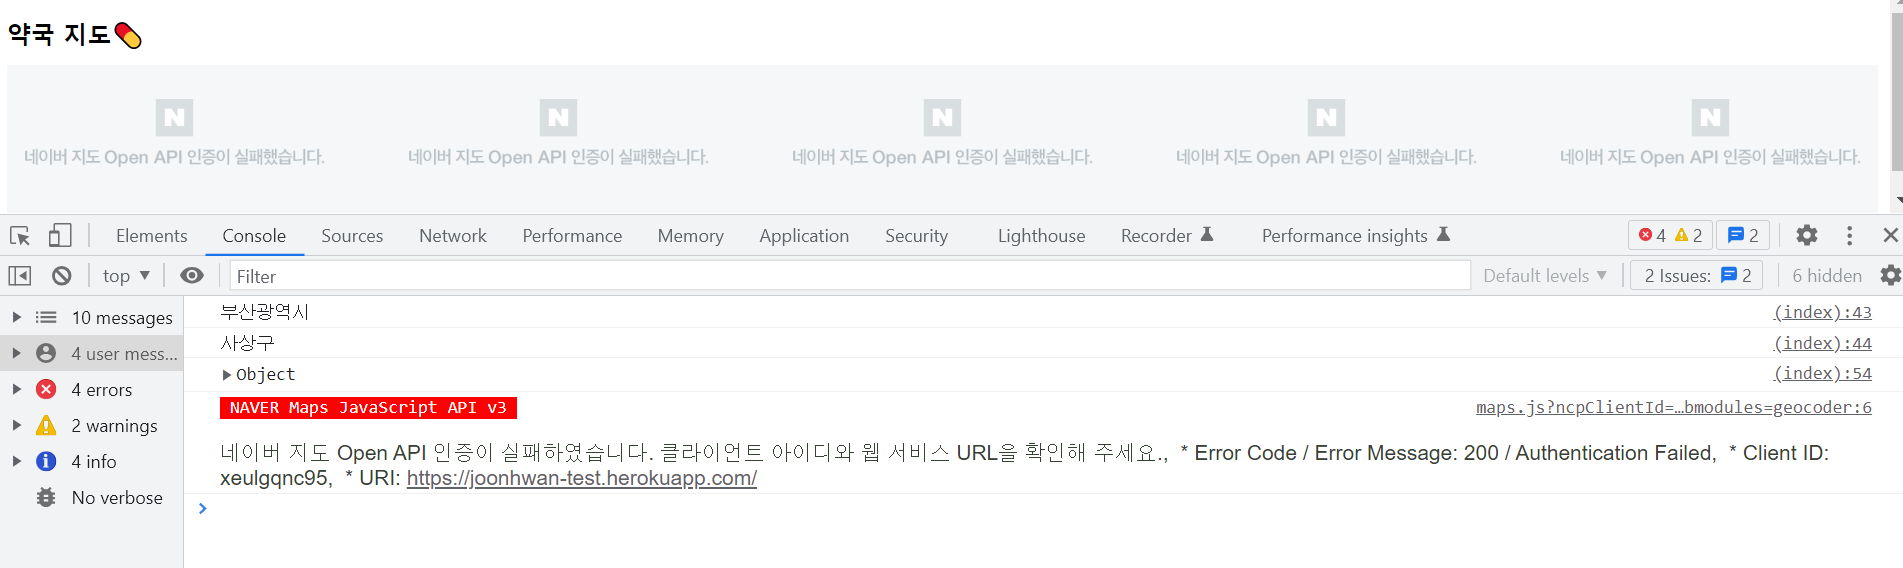 약국 지도💊
N N N N N
네이버 지도 Open API 인증이 실패했습니다. 네이버 지도 Open API 인증이 실패했습니다. 네이버 지도 Open API 인증이 실패했습니다. 네이버 지도 Open API 인증이 실패했습니다. 네이버 지도 Open API 인증이 실패했습니다.
Elements Console Sources Network Performance Memory Application Security Lighthouse Recorder Performance insights 4 2 2
top Filter Default levels 2 Issues: 2 6 hidden
10 messages
4 user mess...
4 errors
2 warnings
4 info
No verbose
부산광역시 (index):43
사상구 (index):44
Object (index):54
NAVER Maps JavaScript API v3 maps.js?ncpClientId=…bmodules=geocoder:6
네이버 지도 Open API 인증이 실패하였습니다. 클라이언트 아이디와 웹 서비스 URL을 확인해 주세요., * Error Code / Error Message: 200 / Authentication Failed, * Client ID:
xeulgqnc95, * URI: https://joonhwan-test.herokuapp.com/